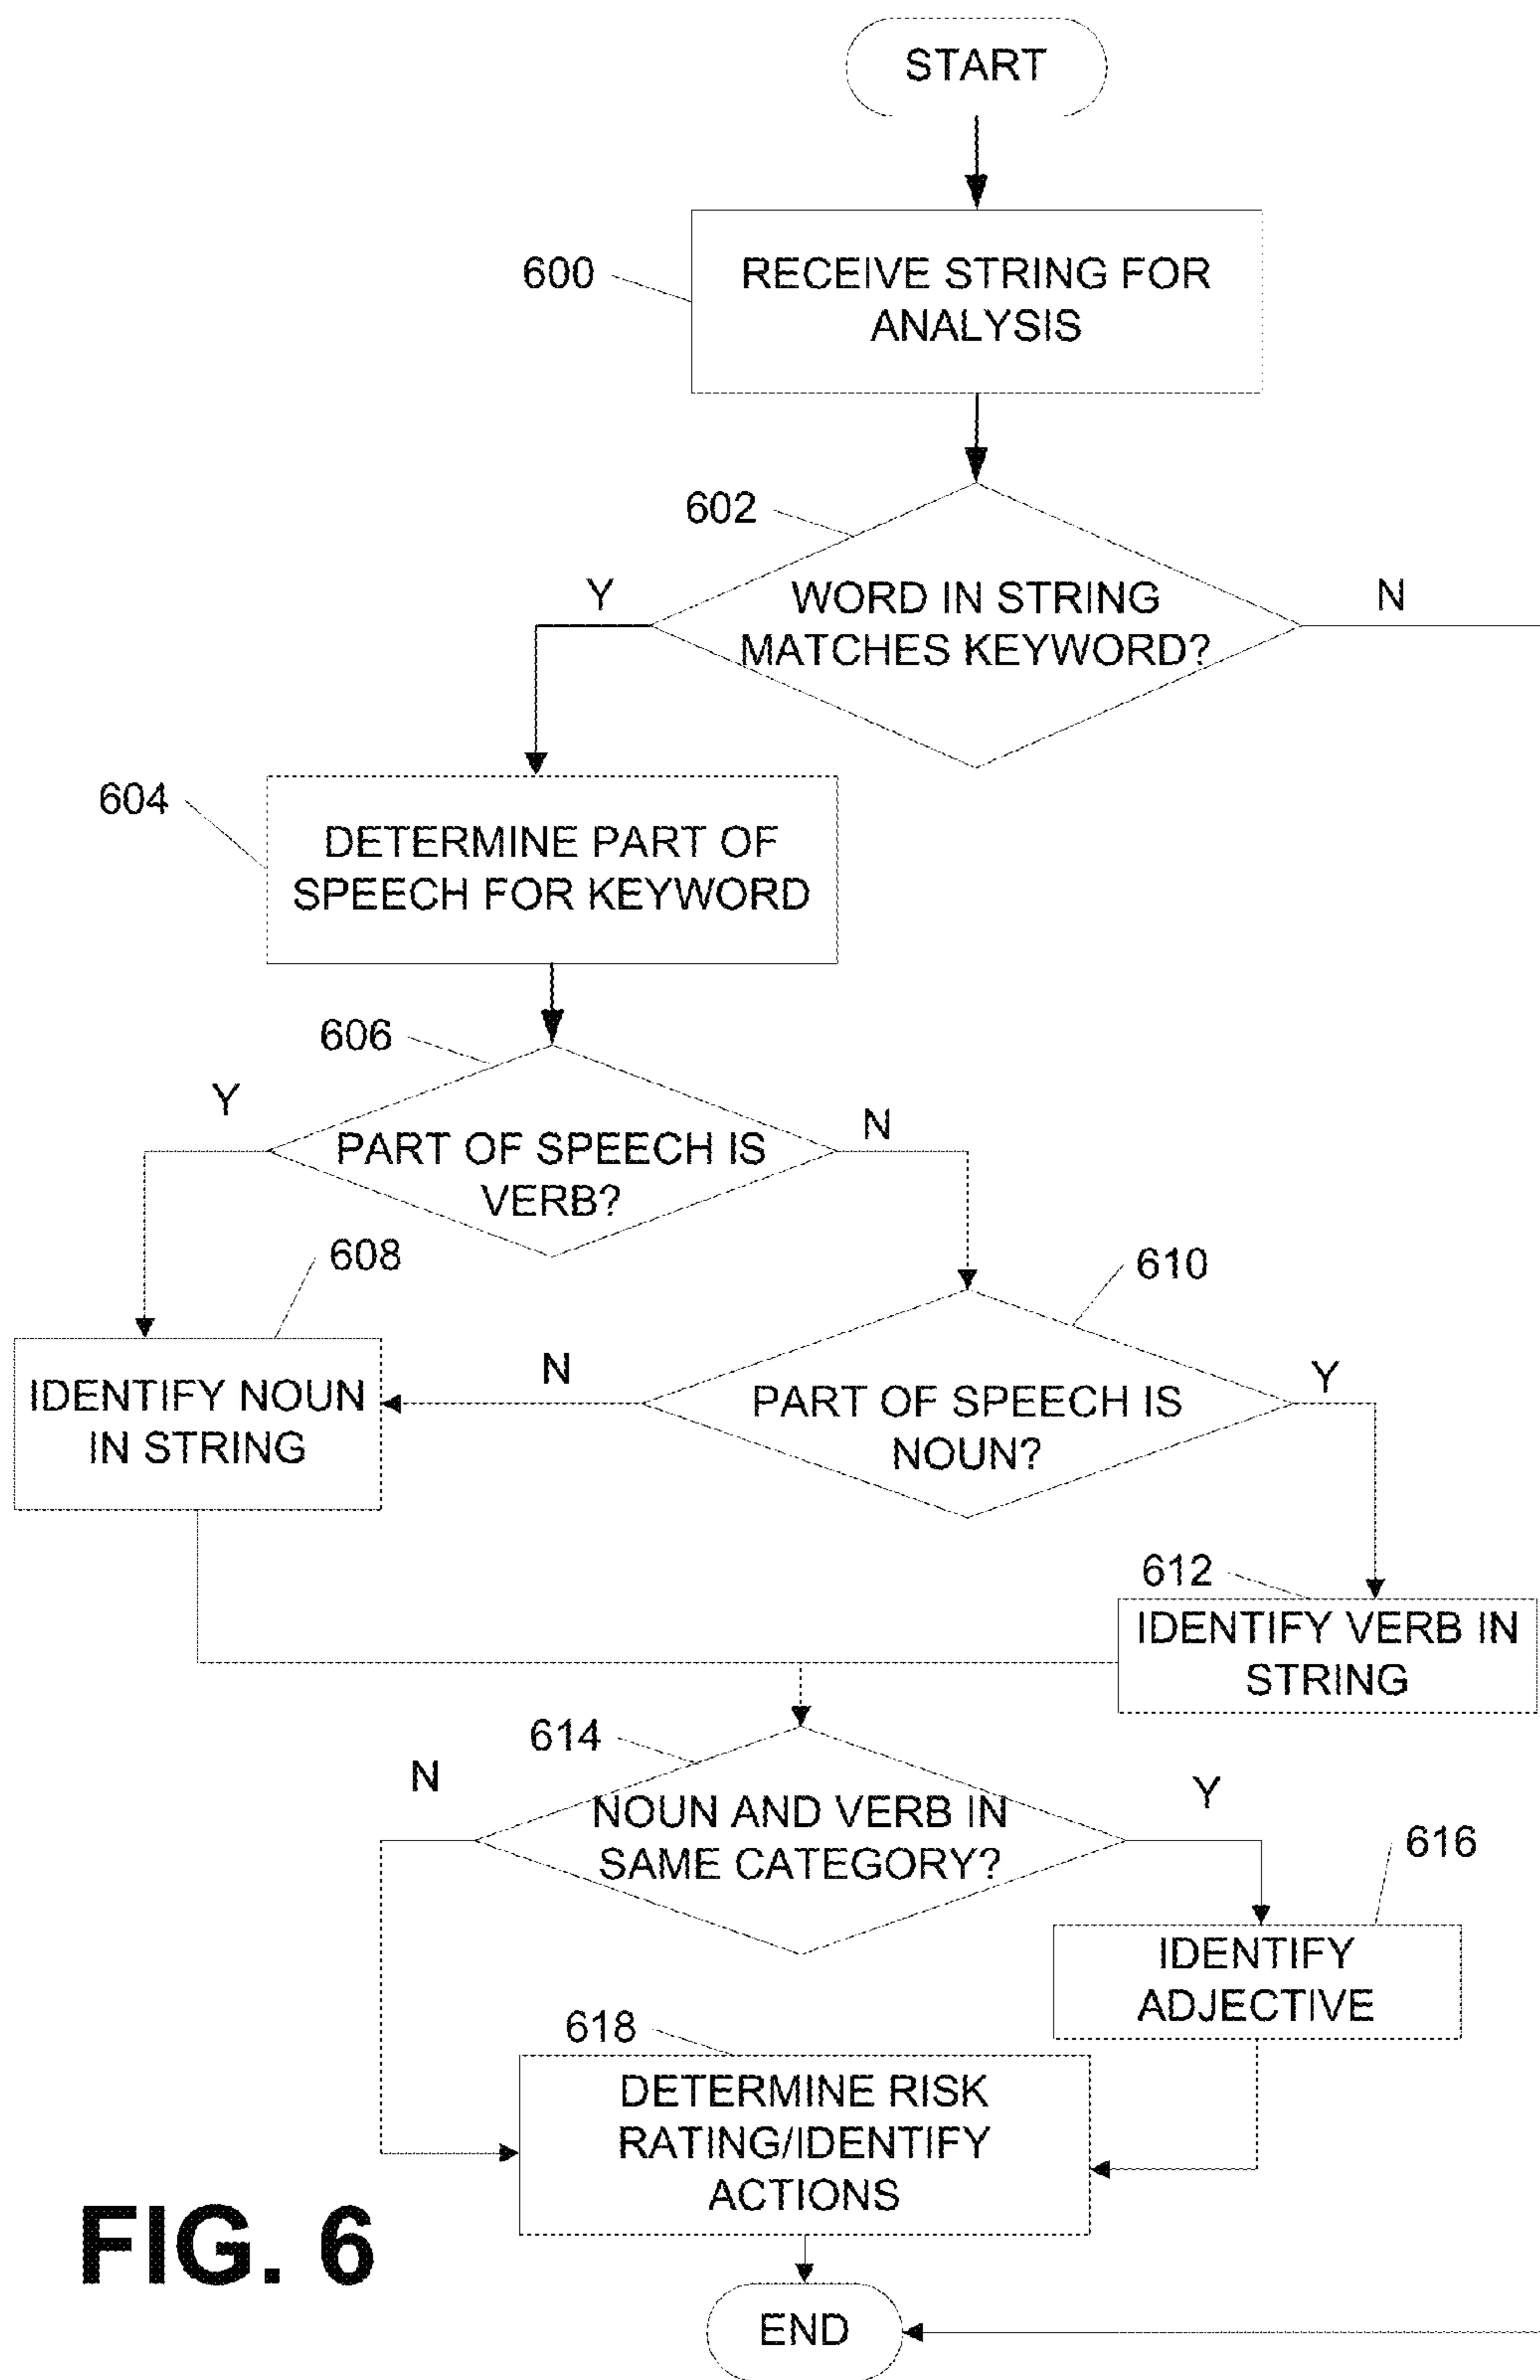 START
600
RECEIVE STRING FOR
ANALYSIS
602
Y
WORD IN STRING
MATCHES KEYWORD?
N
604
DETERMINE PART OF
SPEECH FOR KEYWORD
606
Y
PART OF SPEECH IS
VERB?
N
608
IDENTIFY NOUN
IN STRING
610
N
PART OF SPEECH IS
NOUN?
Y
612
IDENTIFY VERB IN
STRING
614
N
NOUN AND VERB IN
SAME CATEGORY?
Y
616
IDENTIFY
ADJECTIVE
618
DETERMINE RISK
RATING/IDENTIFY
ACTIONS
FIG. 6
END